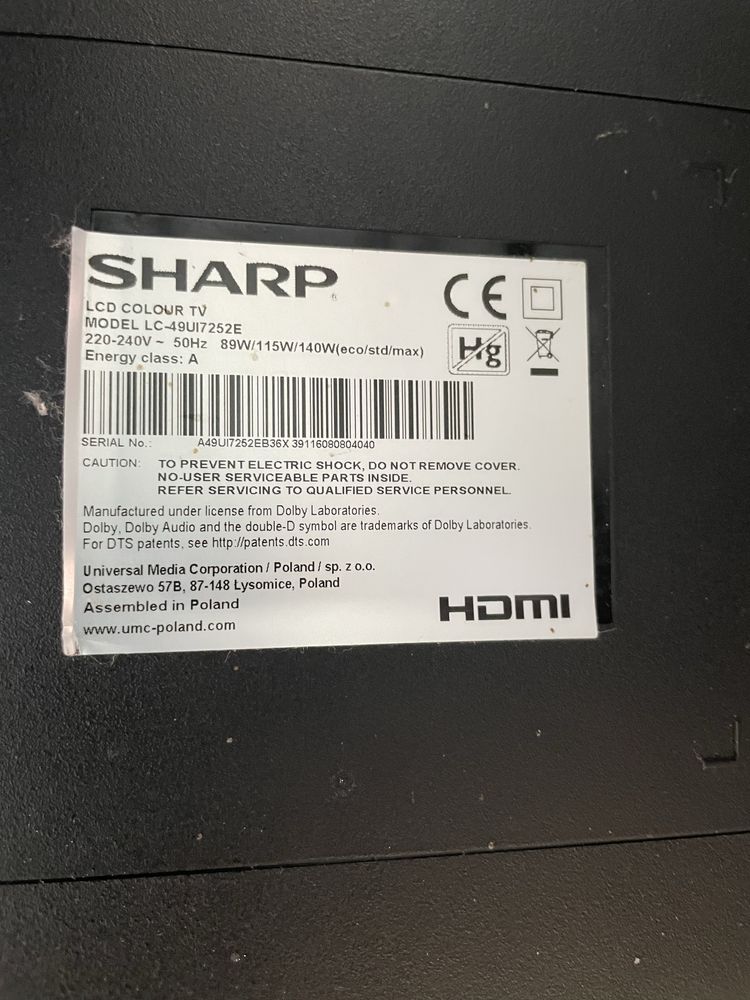 SHARP
LCD COLOUR TV
MODEL LC-49UI7252E
220-240V ~ 50Hz 89W/115W/140W(eco/std/max)
Energy class: A
CE
Hg
SERIAL No.: A49UI7252EB36X 39116080804040
CAUTION: TO PREVENT ELECTRIC SHOCK, DO NOT REMOVE COVER.
NO-USER SERVICEABLE PARTS INSIDE.
REFER SERVICING TO QUALIFIED SERVICE PERSONNEL.
Manufactured under license from Dolby Laboratories.
Dolby, Dolby Audio and the double-D symbol are trademarks of Dolby Laboratories.
For DTS patents, see http://patents.dts.com
Universal Media Corporation / Poland / sp. z o.o.
Ostaszewo 57B, 87-148 Łysomice, Poland
Assembled in Poland
www.umc-poland.com
HDMI